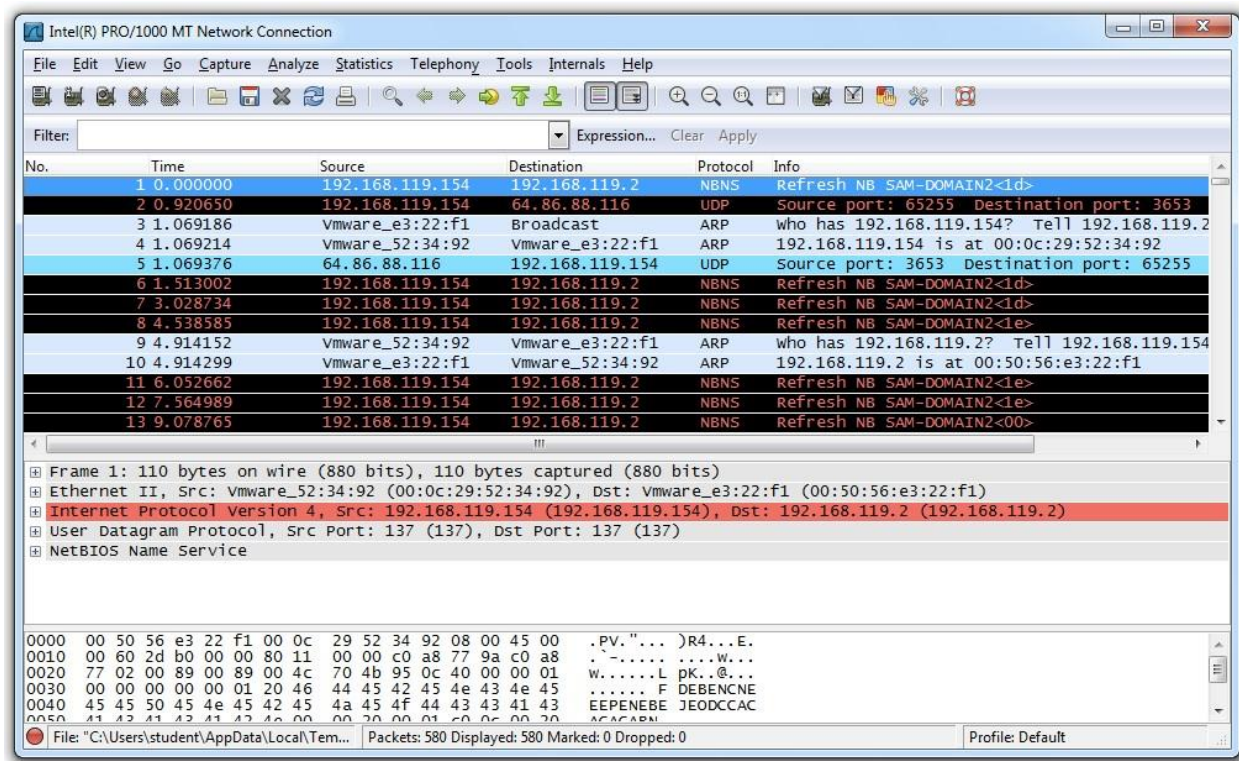 Intel(R) PRO/1000 MT Network Connection
File Edit View Go Capture Analyze Statistics Telephony Tools Internals Help
Filter: Expression... Clear Apply
No. Time Source Destination Protocol Info
1 0.000000 192.168.119.154 192.168.119.2 NBNS Refresh NB SAM-DOMAIN2<1d>
2 0.920650 192.168.119.154 64.86.88.116 UDP Source port: 65255 Destination port: 3653
3 1.069186 Vmware_e3:22:f1 Broadcast ARP Who has 192.168.119.154? Tell 192.168.119.2
4 1.069214 Vmware_52:34:92 Vmware_e3:22:f1 ARP 192.168.119.154 is at 00:0c:29:52:34:92
5 1.069376 64.86.88.116 192.168.119.154 UDP Source port: 3653 Destination port: 65255
6 1.513002 192.168.119.154 192.168.119.2 NBNS Refresh NB SAM-DOMAIN2<1d>
7 3.028734 192.168.119.154 192.168.119.2 NBNS Refresh NB SAM-DOMAIN2<1d>
8 4.538585 192.168.119.154 192.168.119.2 NBNS Refresh NB SAM-DOMAIN2<1e>
9 4.914152 Vmware_52:34:92 Vmware_e3:22:f1 ARP Who has 192.168.119.2? Tell 192.168.119.154
10 4.914299 Vmware_e3:22:f1 Vmware_52:34:92 ARP 192.168.119.2 is at 00:50:56:e3:22:f1
11 6.052662 192.168.119.154 192.168.119.2 NBNS Refresh NB SAM-DOMAIN2<1e>
12 7.564989 192.168.119.154 192.168.119.2 NBNS Refresh NB SAM-DOMAIN2<1e>
13 9.078765 192.168.119.154 192.168.119.2 NBNS Refresh NB SAM-DOMAIN2<00>
Frame 1: 110 bytes on wire (880 bits), 110 bytes captured (880 bits)
Ethernet II, Src: Vmware_52:34:92 (00:0c:29:52:34:92), Dst: Vmware_e3:22:f1 (00:50:56:e3:22:f1)
Internet Protocol Version 4, Src: 192.168.119.154 (192.168.119.154), Dst: 192.168.119.2 (192.168.119.2)
User Datagram Protocol, Src Port: 137 (137), Dst Port: 137 (137)
NetBIOS Name Service
0000 00 50 56 e3 22 f1 00 0c 29 52 34 92 08 00 45 00 .PV."... )R4...E.
0010 00 60 2d b0 00 00 80 11 00 00 c0 a8 77 9a c0 a8 .`-..... ....w...
0020 77 02 00 89 00 89 00 4c 70 4b 95 0c 40 00 00 01 w......L pK..@...
0030 00 00 00 00 00 01 20 46 44 45 42 45 4e 43 4e 45 ...... F DEBENCNE
0040 45 45 50 45 4e 45 42 45 4a 45 4f 44 43 43 41 43 EEPENEBE JEODCCAC
0050 41 43 41 43 41 42 4e 00 00 20 00 01 c0 0c 00 20 ACACABN.
File: "C:\Users\student\AppData\Local\Tem... Packets: 580 Displayed: 580 Marked: 0 Dropped: 0 Profile: Default